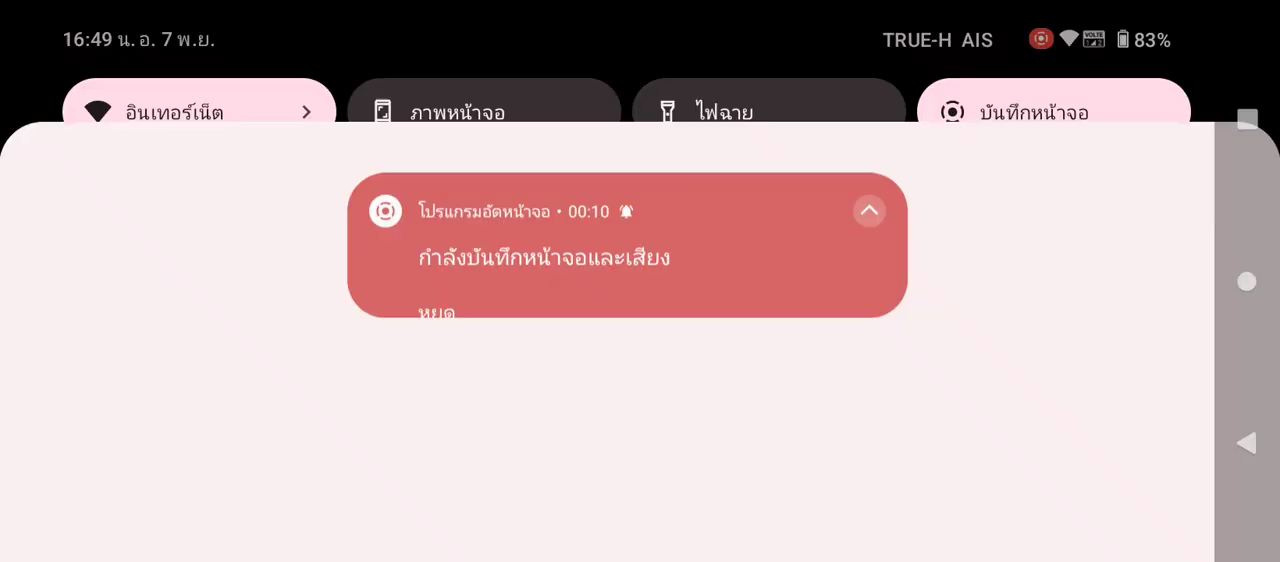 16:49 น. อ. 7 พ.ย.
TRUE-H AIS
VOLTE
1 2
83%
อินเทอร์เน็ต
ภาพหน้าจอ
ไฟฉาย
บันทึกหน้าจอ
โปรแกรมอัดหน้าจอ • 00:10
กำลังบันทึกหน้าจอและเสียง
หยุด